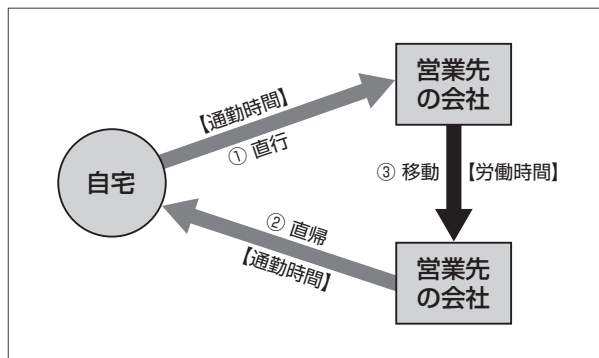 営業先
の会社
【通勤時間】
① 直行
自宅
③ 移動 【労働時間】
② 直帰
【通勤時間】
営業先
の会社